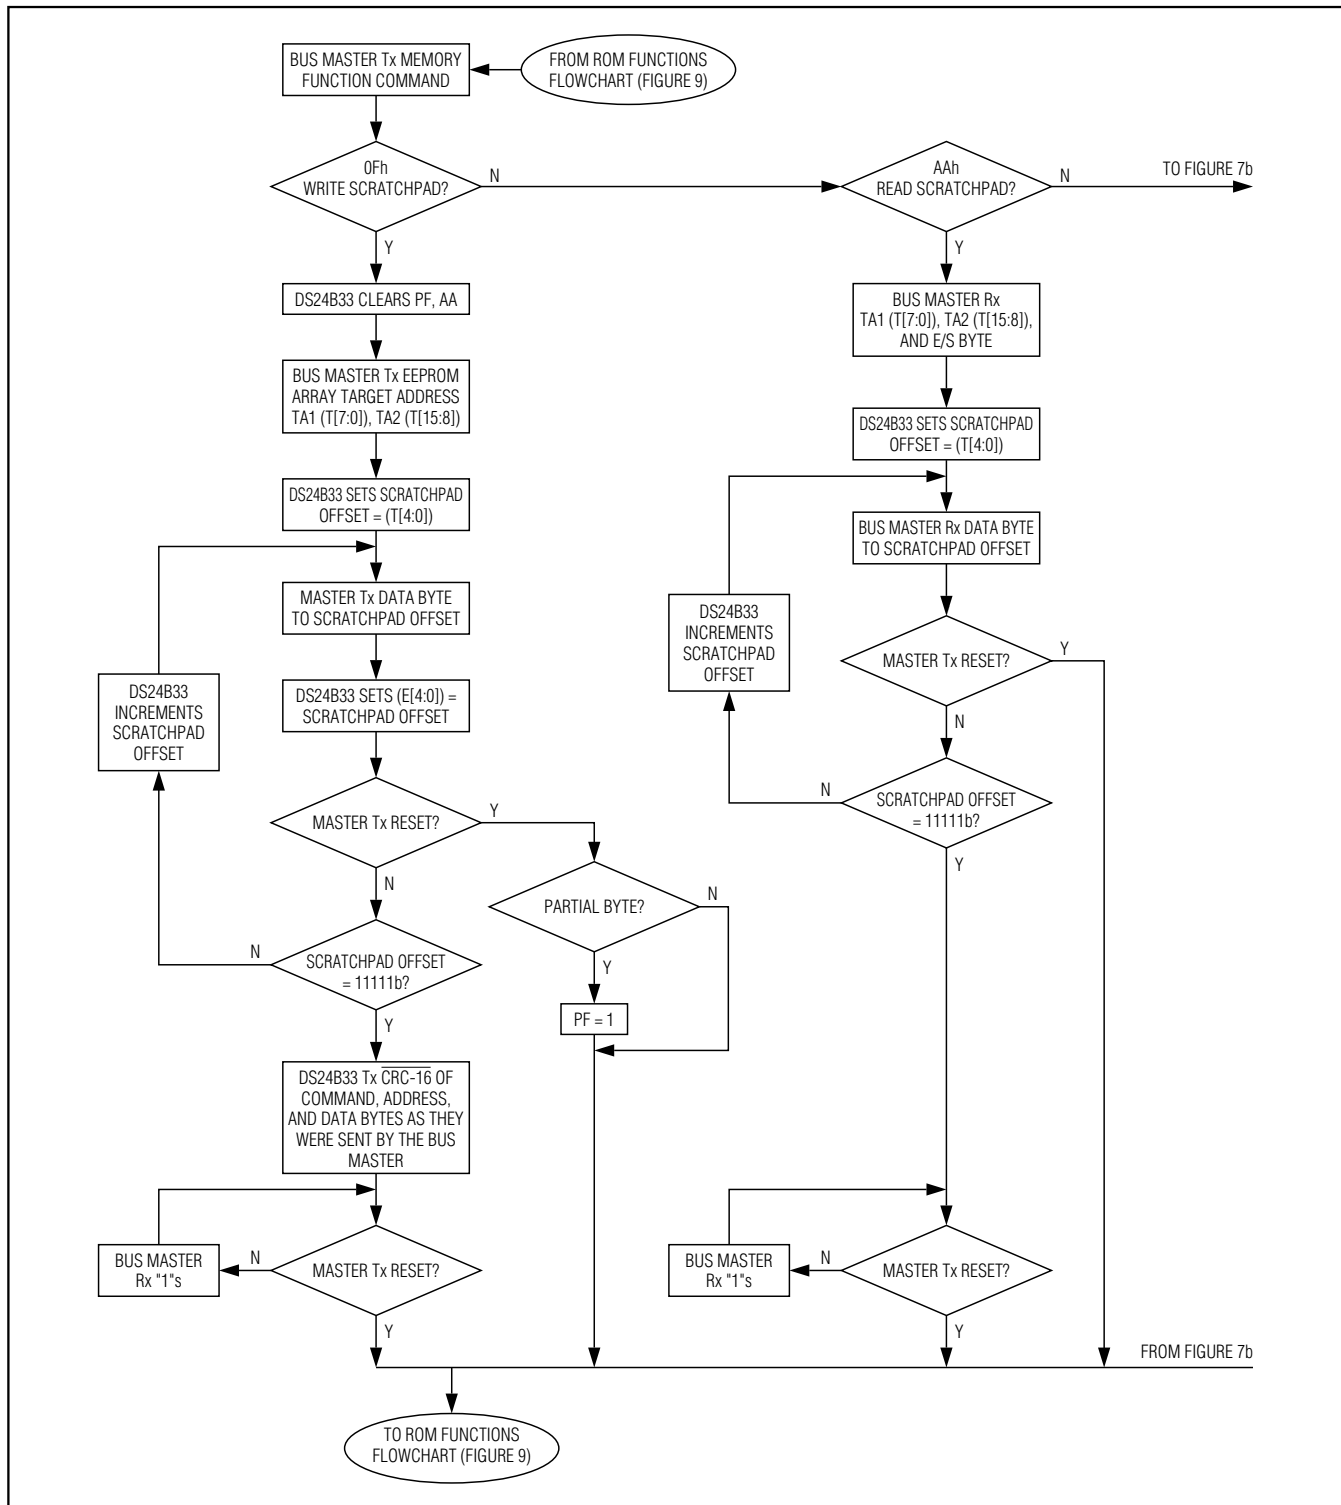 BUS MASTER Tx MEMORY
FUNCTION COMMAND
FROM ROM FUNCTIONS
FLOWCHART (FIGURE 9)
0Fh
WRITE SCRATCHPAD?
N
Y
AAh
READ SCRATCHPAD?
N
TO FIGURE 7b
Y
DS24B33 CLEARS PF, AA
BUS MASTER Tx EEPROM
ARRAY TARGET ADDRESS
TA1 (T[7:0]), TA2 (T[15:8])
DS24B33 SETS SCRATCHPAD
OFFSET = (T[4:0])
MASTER Tx DATA BYTE
TO SCRATCHPAD OFFSET
DS24B33 SETS (E[4:0]) =
SCRATCHPAD OFFSET
DS24B33
INCREMENTS
SCRATCHPAD
OFFSET
MASTER Tx RESET?
Y
N
PARTIAL BYTE?
N
Y
PF = 1
SCRATCHPAD OFFSET
= 11111b?
N
Y
DS24B33 Tx CRC-16 OF
COMMAND, ADDRESS,
AND DATA BYTES AS THEY
WERE SENT BY THE BUS
MASTER
BUS MASTER
Rx "1"s
N
MASTER Tx RESET?
Y
BUS MASTER Rx
TA1 (T[7:0]), TA2 (T[15:8]),
AND E/S BYTE
DS24B33 SETS SCRATCHPAD
OFFSET = (T[4:0])
BUS MASTER Rx DATA BYTE
TO SCRATCHPAD OFFSET
DS24B33
INCREMENTS
SCRATCHPAD
OFFSET
MASTER Tx RESET?
Y
N
SCRATCHPAD OFFSET
= 11111b?
N
Y
BUS MASTER
Rx "1"s
N
MASTER Tx RESET?
Y
FROM FIGURE 7b
TO ROM FUNCTIONS
FLOWCHART (FIGURE 9)